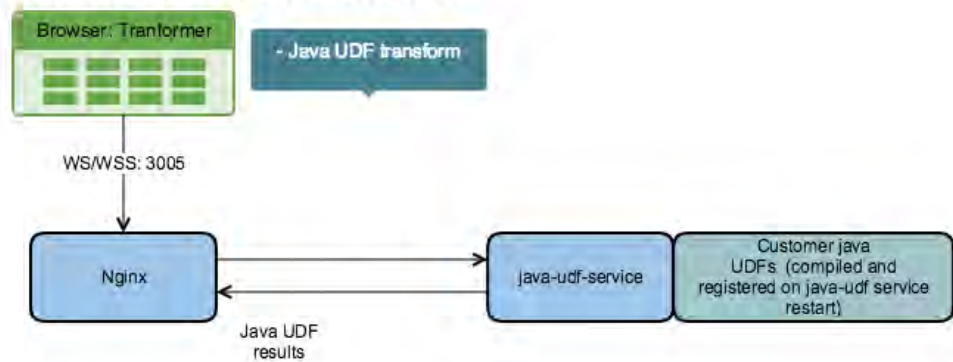 Browser: Tranformer
- Java UDF transform
WS/WSS: 3005
Nginx
java-udf-service
Customer java
UDFs (compiled and
registered on java-udf service
restart)
Java UDF
results